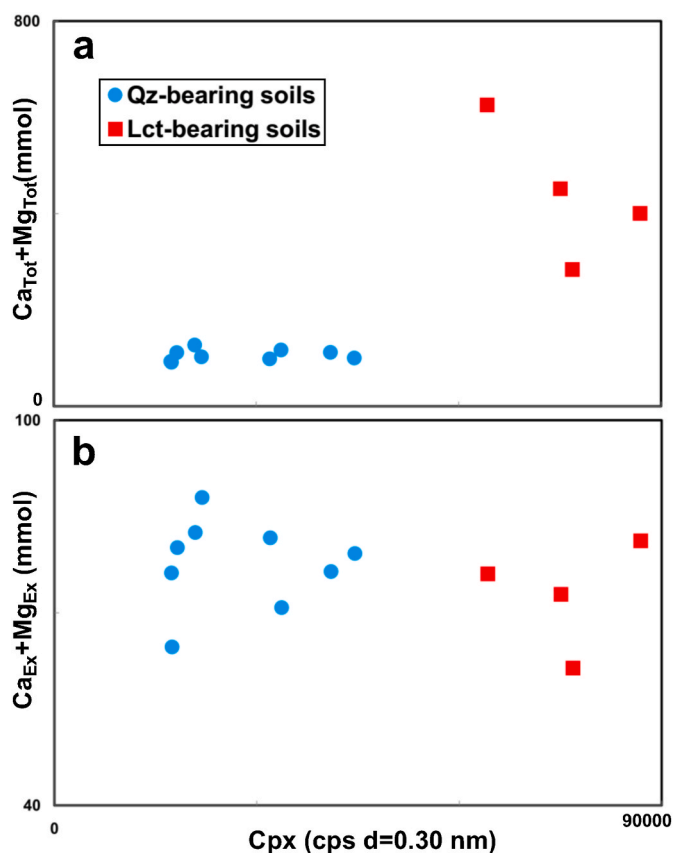 800
a
Qz-bearing soils
Lct-bearing soils
CaTot+MgTot(mmol)
0
100
b
CaEx+MgEx (mmol)
40
0
Cpx (cps d=0.30 nm)
90000